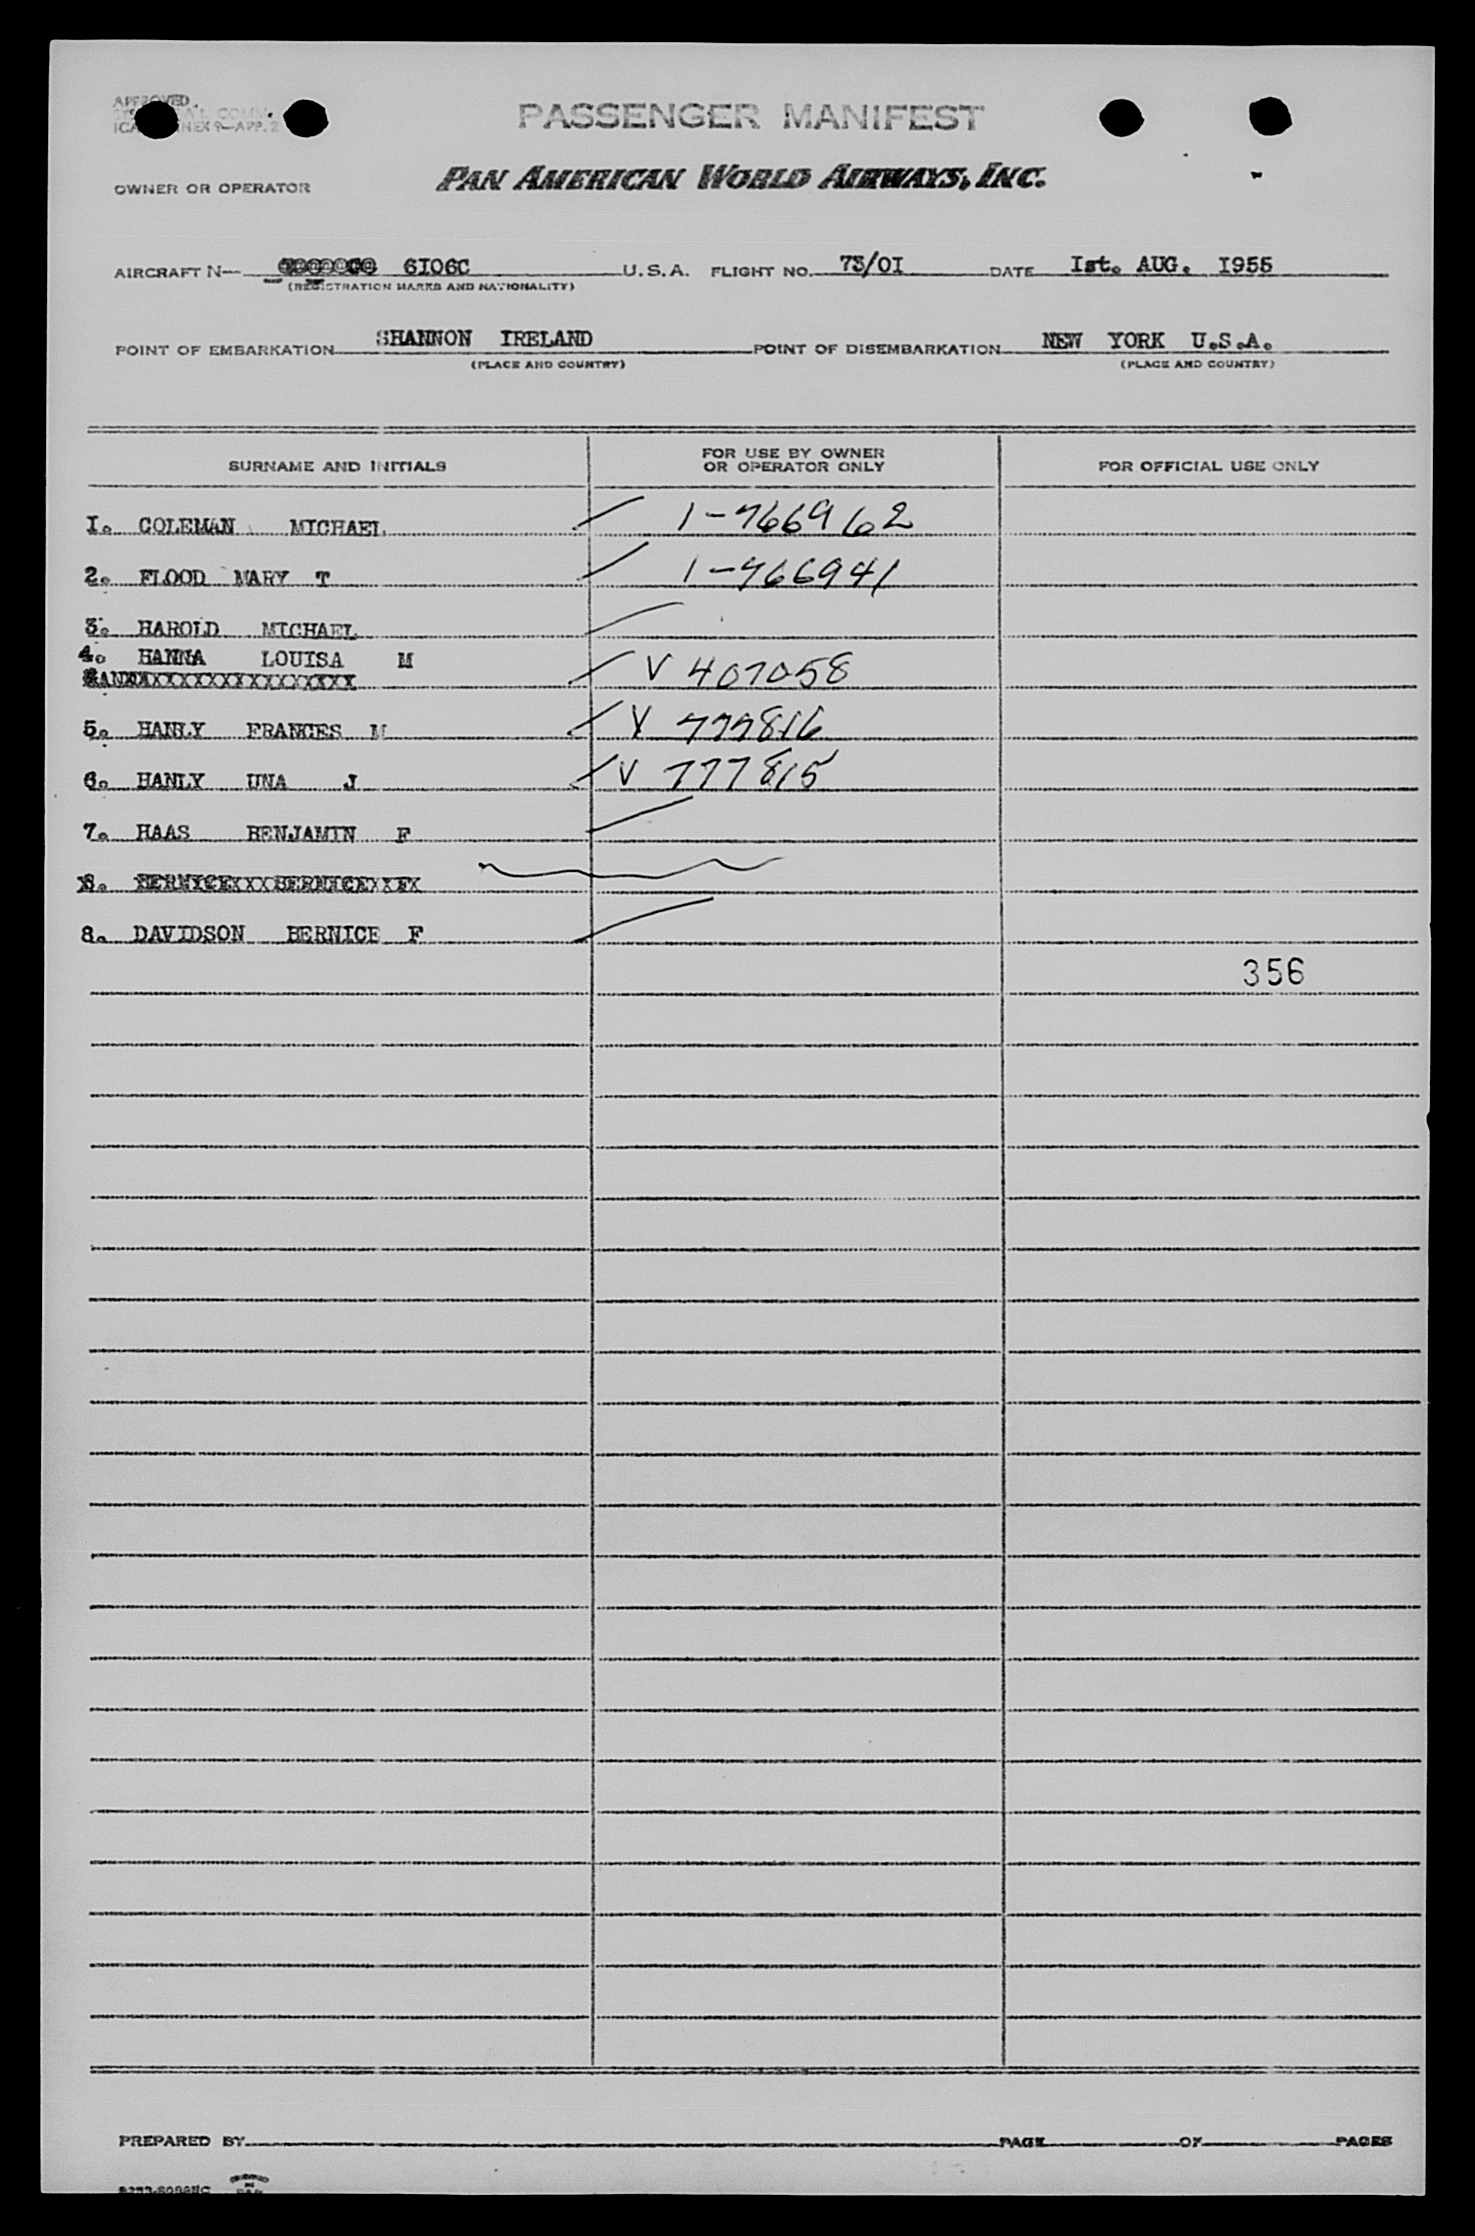 APPROVED
PASSENGER MANIFEST
OWNER OR OPERATOR PAN AMERICAN WORLD AIRWAYS, INC.
AIRCRAFT N— 6I06C U.S.A. FLIGHT NO. 73/0I DATE Ist. AUG. I955
(REGISTRATION MARKS AND NATIONALITY)
POINT OF EMBARKATION SHANNON IRELAND POINT OF DISEMBARKATION NEW YORK U.S.A.
(PLACE AND COUNTRY) (PLACE AND COUNTRY)
SURNAME AND INITIALS FOR USE BY OWNER OR OPERATOR ONLY FOR OFFICIAL USE ONLY
I. COLEMAN MICHAEL 1-766962
2. FLOOD MARY T 1-766941
3. HAROLD MICHAEL
4. HANNA LOUISA M V 407058
5. HANLY FRANCES M V 777816
6. HANLY UNA J V 777815
7. HAAS BENJAMIN F
8. DAVIDSON BERNICE F
356
PREPARED BY PAGE OF PAGES